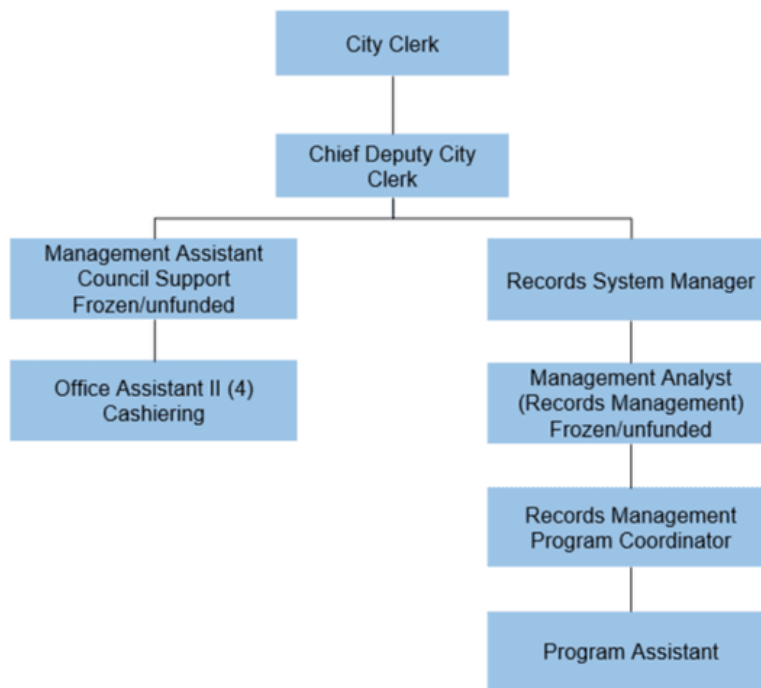 City Clerk
Chief Deputy City
Clerk
Management Assistant
Council Support
Frozen/unfunded
Records System Manager
Office Assistant II (4)
Cashiering
Management Analyst
(Records Management)
Frozen/unfunded
Records Management
Program Coordinator
Program Assistant